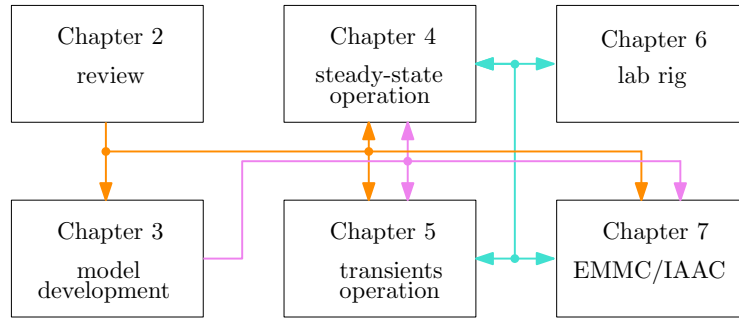 Chapter 2
review
Chapter 4
steady-state
operation
Chapter 6
lab rig
Chapter 3
model
development
Chapter 5
transients
operation
Chapter 7
EMMC/IAAC